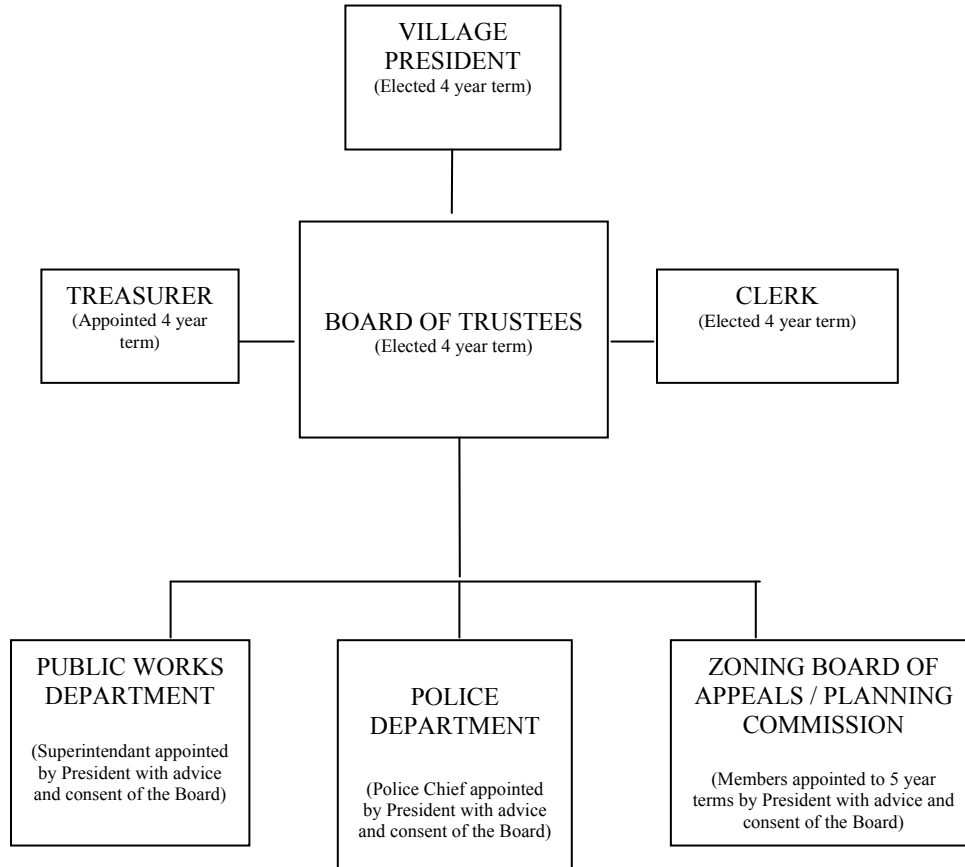 VILLAGE
PRESIDENT
(Elected 4 year term)
TREASURER
(Appointed 4 year
term)
BOARD OF TRUSTEES
(Elected 4 year term)
CLERK
(Elected 4 year term)
PUBLIC WORKS
DEPARTMENT
(Superintendant appointed
by President with advice
and consent of the Board)
POLICE
DEPARTMENT
(Police Chief appointed
by President with advice
and consent of the Board)
ZONING BOARD OF
APPEALS / PLANNING
COMMISSION
(Members appointed to 5 year
terms by President with advice and
consent of the Board)